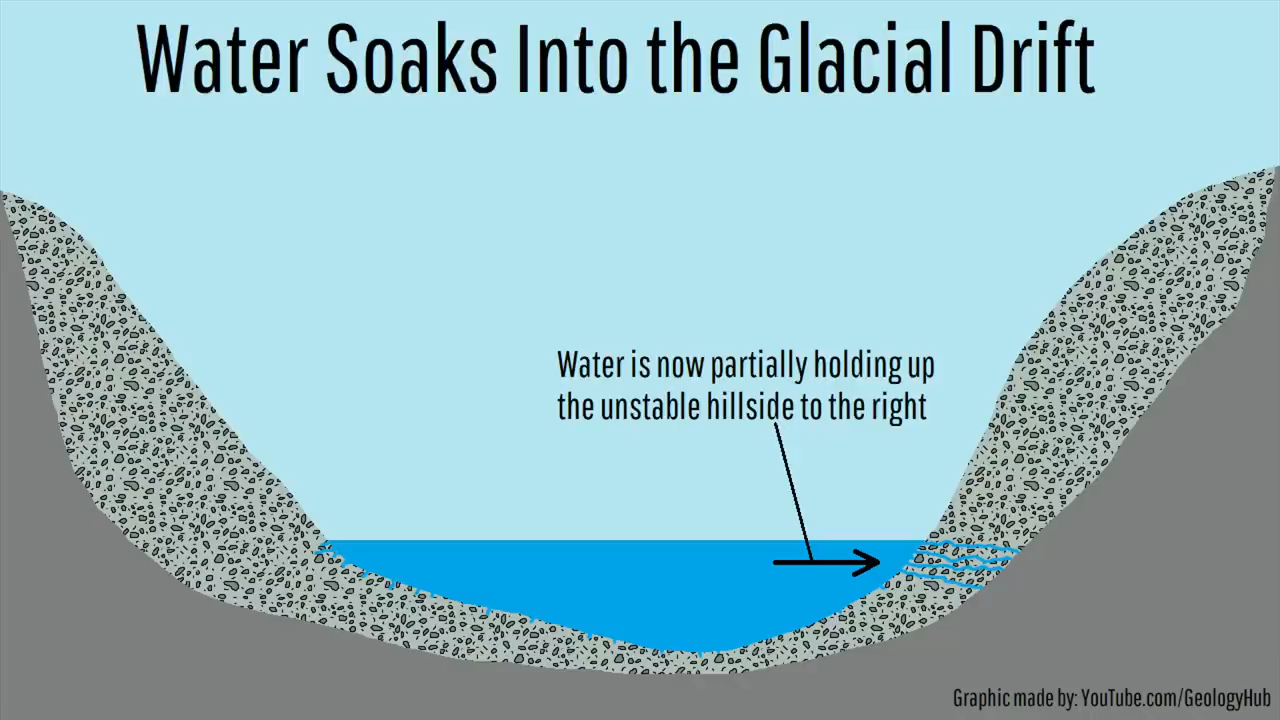 Water Soaks Into the Glacial Drift
Water is now partially holding up
the unstable hillside to the right
Graphic made by: YouTube.com/GeologyHub